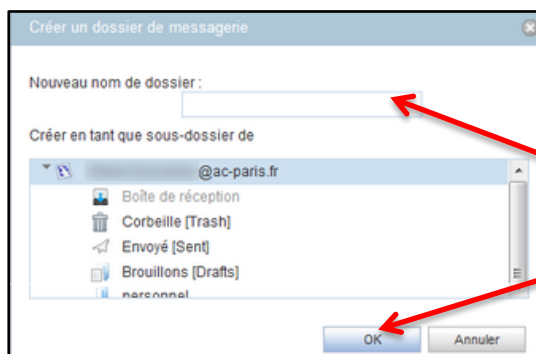 Créer un dossier de messagerie
Nouveau nom de dossier :
Créer en tant que sous-dossier de
@ac-paris.fr
Boîte de réception
Corbeille [Trash]
Envoyé [Sent]
Brouillons [Drafts]
personnel
OK Annuler